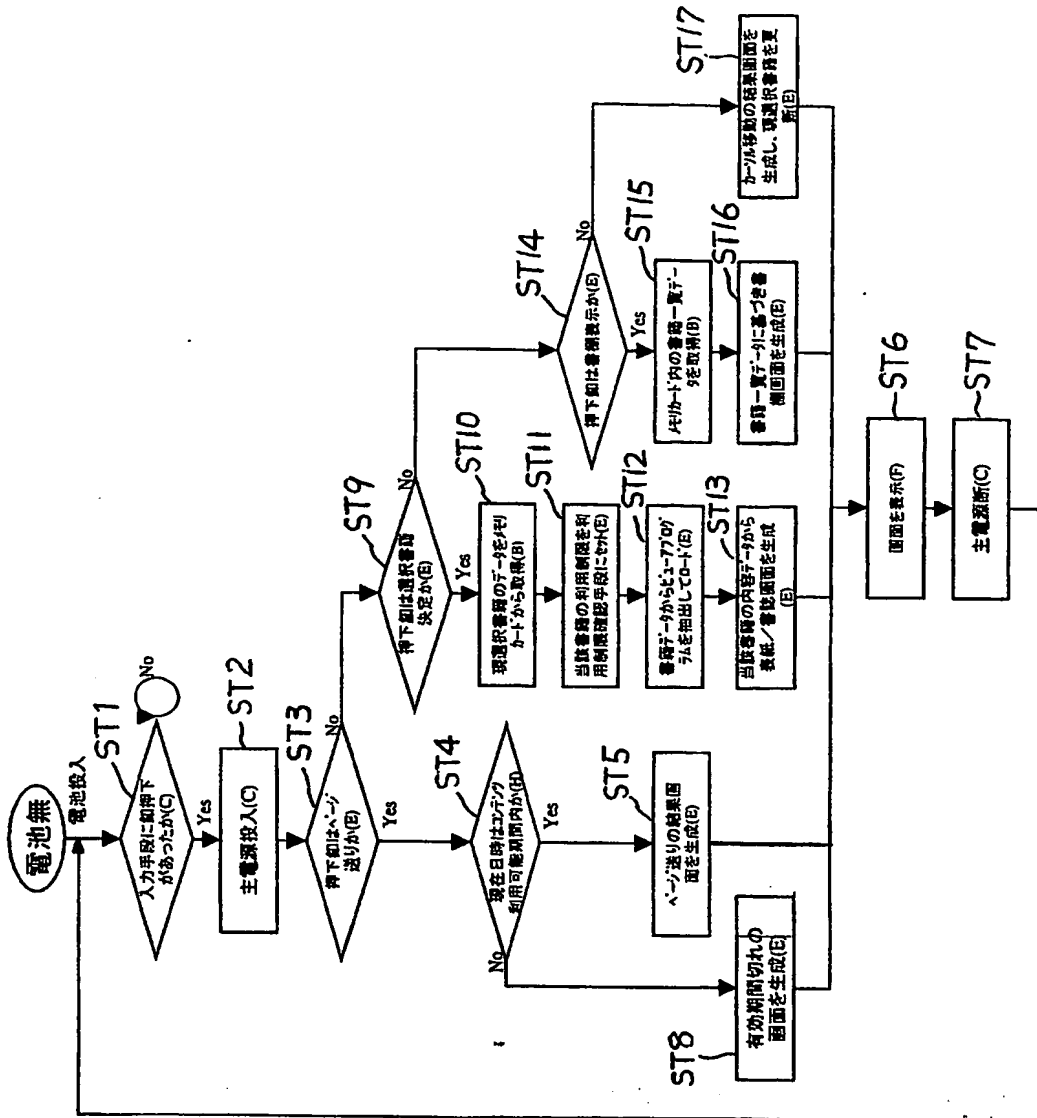 電池無
電池投入
ST1
入力手段に釦押下
があったか(C)
No
Yes
ST2
主電源投入(C)
ST3
押下釦はページ
送りか(E)
No
Yes
ST4
現在日時はコンテンツ
利用可能期間内か(H)
No
Yes
ST5
ページ送りの結果画
面を生成(E)
ST8
有効期間切れの
画面を生成(E)
ST9
押下釦は選択書籍
決定か(E)
No
Yes
ST10
現選択書籍のデータをメモリ
カードから取得(B)
ST11
当該書籍の利用制限を利
用制限確認手段にセット(E)
ST12
書籍データからビューアプログ
ラムを抽出してロード(E)
ST13
当該書籍の内容データから
表紙/書誌画面を生成
(E)
ST14
押下釦は書棚表示か(E)
No
Yes
ST15
メモリカード内の書籍一覧デー
タを取得(B)
ST16
書籍一覧データに基づき書
棚画面を生成(E)
ST17
カーソル移動の結果画面を
生成し、現選択書籍を更
新(E)
ST6
画面を表示(F)
ST7
主電源断(C)